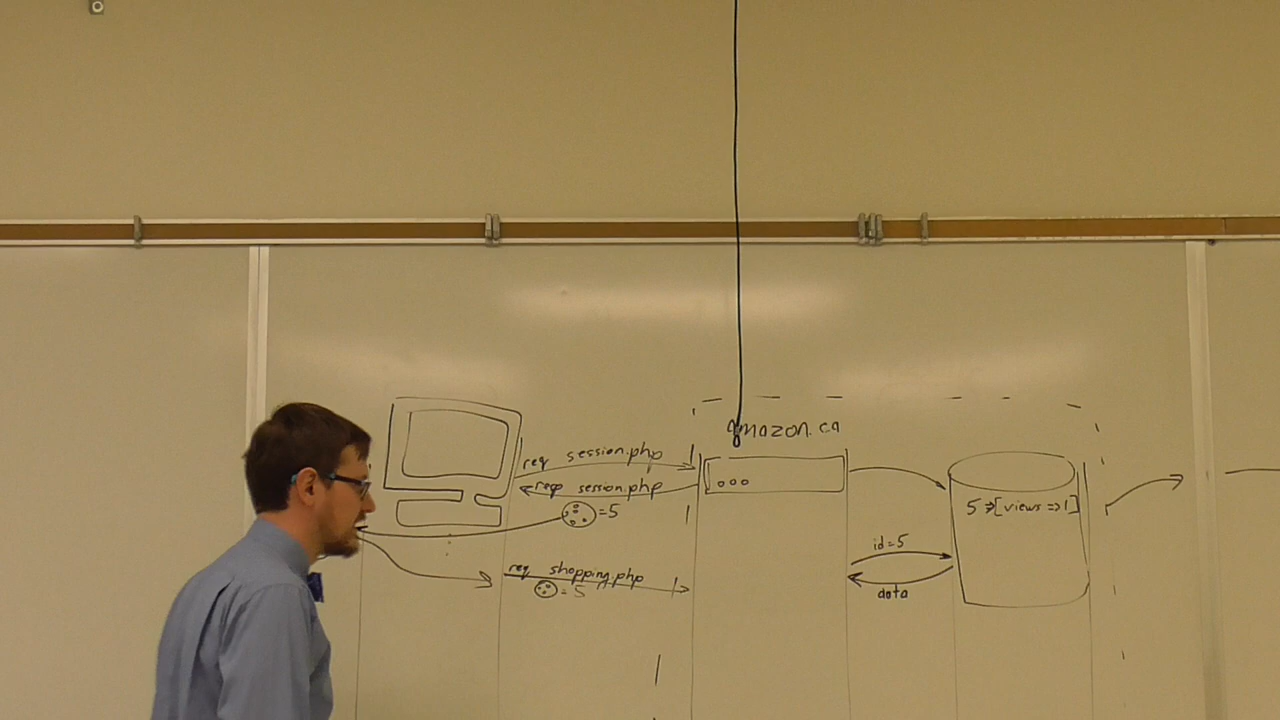 Amazon.ca
req session.php
resp session.php
=5
5 => [views => 1]
id=5
data
req shopping.php
=5